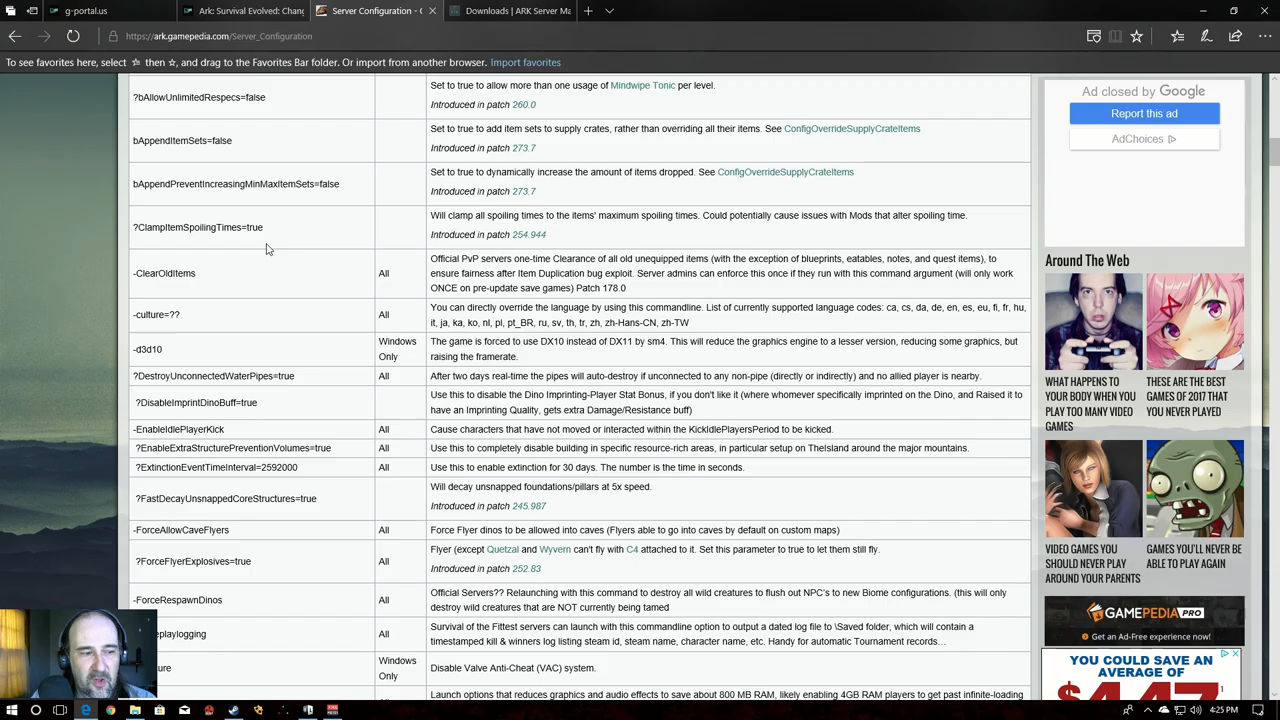 g-portal.us
Ark: Survival Evolved: Chang
Server Configuration - O
Downloads | ARK Server Ma
https://ark.gamepedia.com/Server_Configuration
To see favorites here, select ☆ then ☆, and drag to the Favorites Bar folder. Or import from another browser. Import favorites
?bAllowUnlimitedRespecs=false
Set to true to allow more than one usage of Mindwipe Tonic per level.
Introduced in patch 260.0
bAppendItemSets=false
Set to true to add item sets to supply crates, rather than overriding all their items. See ConfigOverrideSupplyCrateItems
Introduced in patch 273.7
bAppendPreventIncreasingMinMaxItemSets=false
Set to true to dynamically increase the amount of items dropped. See ConfigOverrideSupplyCrateItems
Introduced in patch 273.7
?ClampItemSpoilingTimes=true
Will clamp all spoiling times to the items' maximum spoiling times. Could potentially cause issues with Mods that alter spoiling time.
Introduced in patch 254.944
-ClearOldItems
All
Official PvP servers one-time Clearance of all old unequipped items (with the exception of blueprints, eatables, notes, and quest items), to
ensure fairness after Item Duplication bug exploit. Server admins can enforce this once if they run with this command argument (will only work
ONCE on pre-update save games) Patch 178.0
-culture=??
All
You can directly override the language by using this commandline. List of currently supported language codes: ca, cs, da, de, en, es, eu, fi, fr, hu,
it, ja, ka, ko, nl, pl, pt_BR, ru, sv, th, tr, zh, zh-Hans-CN, zh-TW
-d3d10
Windows
Only
The game is forced to use DX10 instead of DX11 by sm4. This will reduce the graphics engine to a lesser version, reducing some graphics, but
raising the framerate.
?DestroyUnconnectedWaterPipes=true
All
After two days real-time the pipes will auto-destroy if unconnected to any non-pipe (directly or indirectly) and no allied player is nearby.
?DisableImprintDinoBuff=true
All
Use this to disable the Dino Imprinting-Player Stat Bonus, if you don't like it (where whomever specifically imprinted on the Dino, and Raised it to
have an Imprinting Quality, gets extra Damage/Resistance buff)
-EnableIdlePlayerKick
All
Cause characters that have not moved or interacted within the KickIdlePlayersPeriod to be kicked.
?EnableExtraStructurePreventionVolumes=true
All
Use this to completely disable building in specific resource-rich areas, in particular setup on TheIsland around the major mountains.
?ExtinctionEventTimeInterval=2592000
All
Use this to enable extinction for 30 days. The number is the time in seconds.
?FastDecayUnsnappedCoreStructures=true
All
Will decay unsnapped foundations/pillars at 5x speed.
Introduced in patch 245.987
-ForceAllowCaveFlyers
All
Force Flyer dinos to be allowed into caves (Flyers able to go into caves by default on custom maps)
?ForceFlyerExplosives=true
All
Flyer (except Quetzal and Wyvern can't fly with C4 attached to it. Set this parameter to true to let them still fly.
Introduced in patch 252.83
-ForceRespawnDinos
All
Official Servers?? Relaunching with this command to destroy all wild creatures to flush out NPC's to new Biome configurations. (this will only
destroy wild creatures that are NOT currently being tamed
playlogging
All
Survival of the Fittest servers can launch with this commandline option to output a dated log file to \Saved folder, which will contain a
timestamped kill & winners log listing steam id, steam name, character name, etc. Handy for automatic Tournament records…
ure
Windows
Only
Disable Valve Anti-Cheat (VAC) system.
Launch options that reduces graphics and audio effects to save about 800 MB RAM, likely enabling 4GB RAM players to get past infinite-loading
Ad closed by Google
Report this ad
AdChoices
Around The Web
WHAT HAPPENS TO
YOUR BODY WHEN YOU
PLAY TOO MANY VIDEO
GAMES
THESE ARE THE BEST
GAMES OF 2017 THAT
YOU NEVER PLAYED
VIDEO GAMES YOU
SHOULD NEVER PLAY
AROUND YOUR PARENTS
GAMES YOU'LL NEVER BE
ABLE TO PLAY AGAIN
GAMEPEDIA PRO
Get an Ad-Free experience now!
YOU COULD SAVE AN
AVERAGE OF
$447
4:25 PM